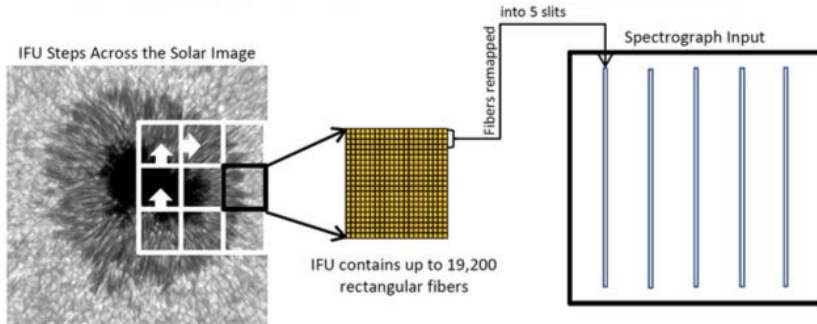 IFU Steps Across the Solar Image
IFU contains up to 19,200
rectangular fibers
Fibers remapped
into 5 slits
Spectrograph Input